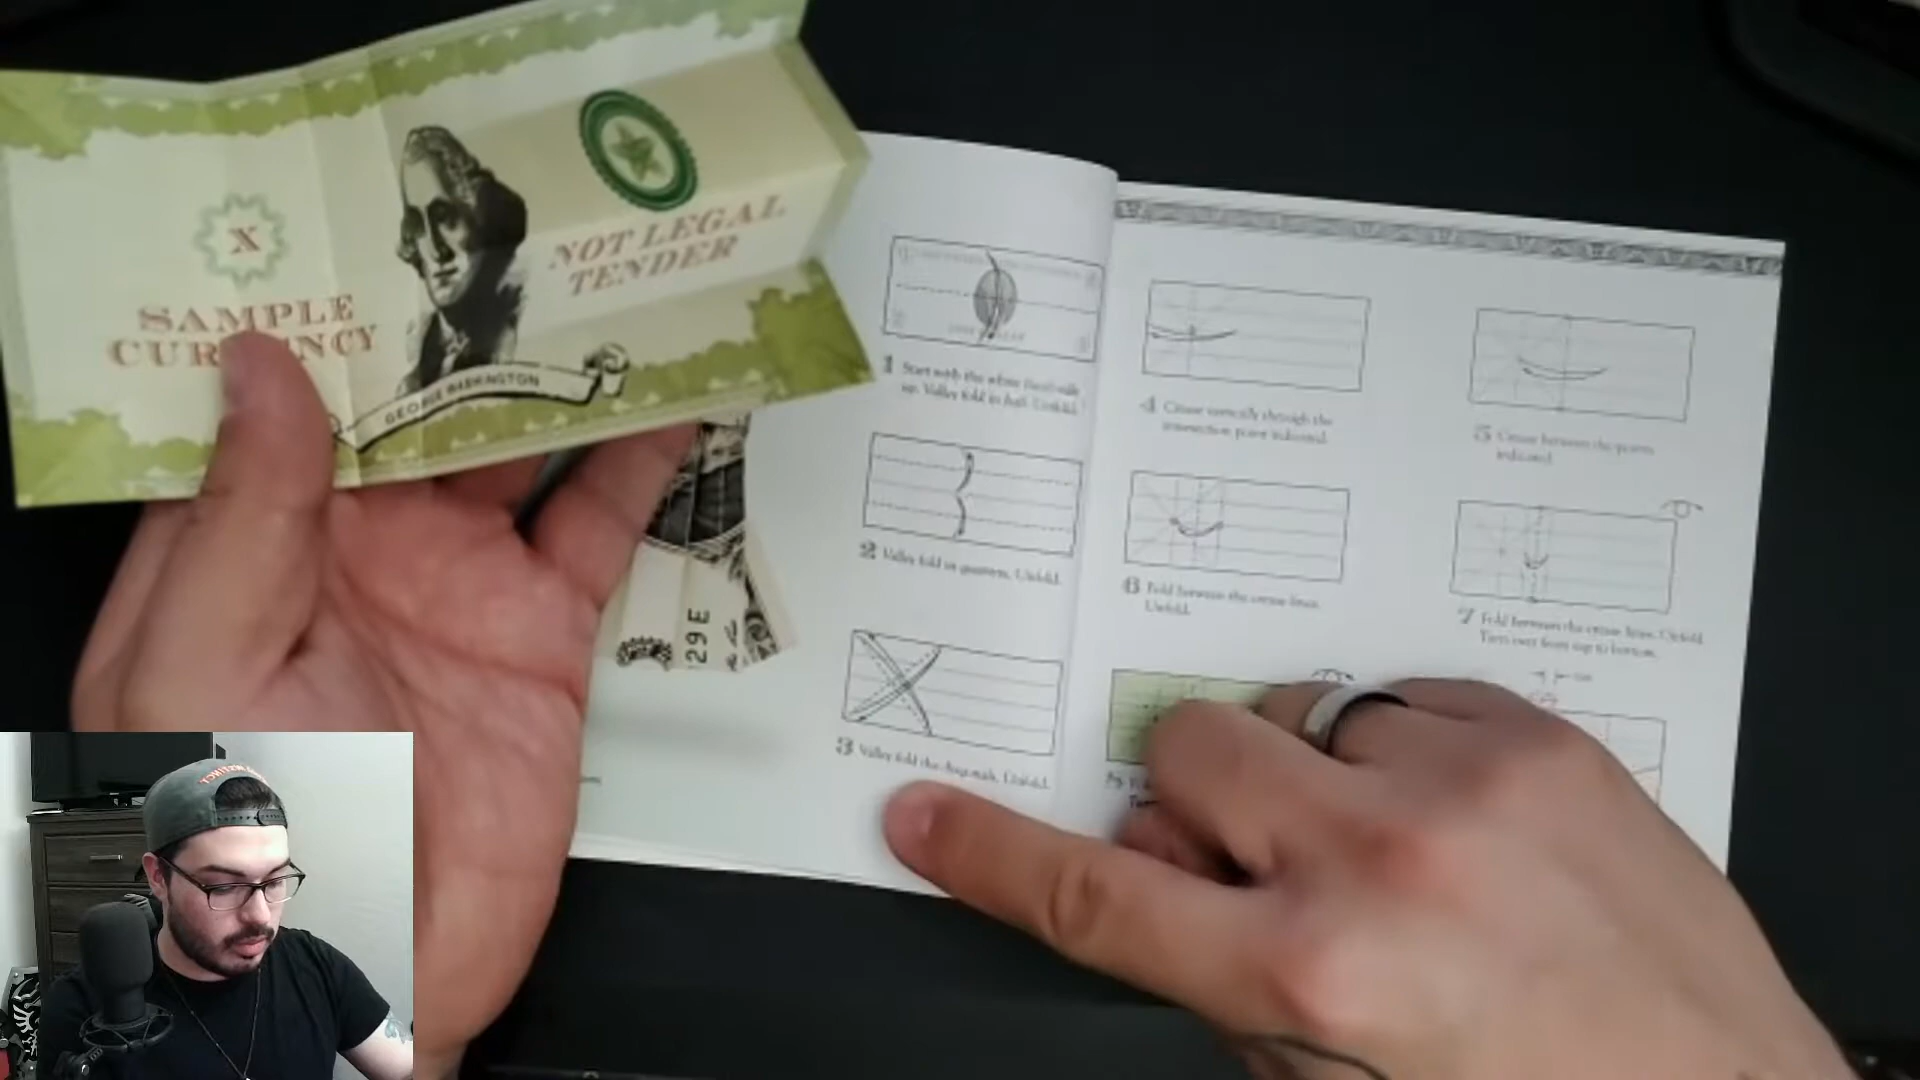 X
SAMPLE
CURRENCY
NOT LEGAL
TENDER
GEORGE WASHINGTON
29E
1 Start with the white
up. Valley fold in half. Unfold.
2 Valley fold in quarters. Unfold.
3 Valley fold the diagonals. Unfold.
4 Crease vertically through the
intersection point indicated.
5 Crease between the points
indicated.
6 Fold between the crease lines.
Unfold.
7 Fold between the crease lines. Unfold.
Turn over from top to bottom.